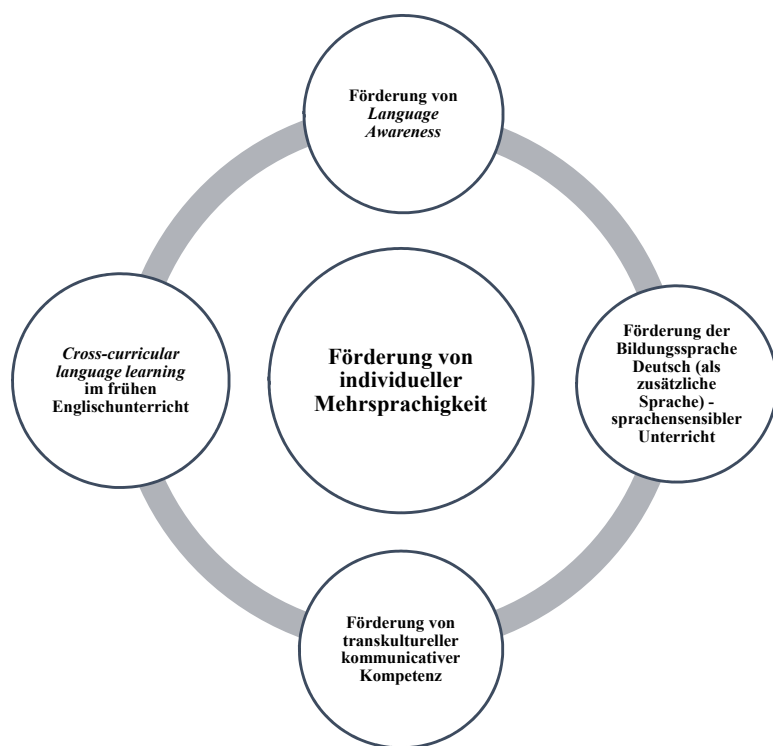 Förderung von
Language
Awareness
Cross-curricular
language learning
im frühen
Englischunterricht
Förderung von
individueller
Mehrsprachigkeit
Förderung der
Bildungssprache
Deutsch (als
zusätzliche
Sprache) -
sprachensensibler
Unterricht
Förderung von
transkultureller
kommunicativer
Kompetenz